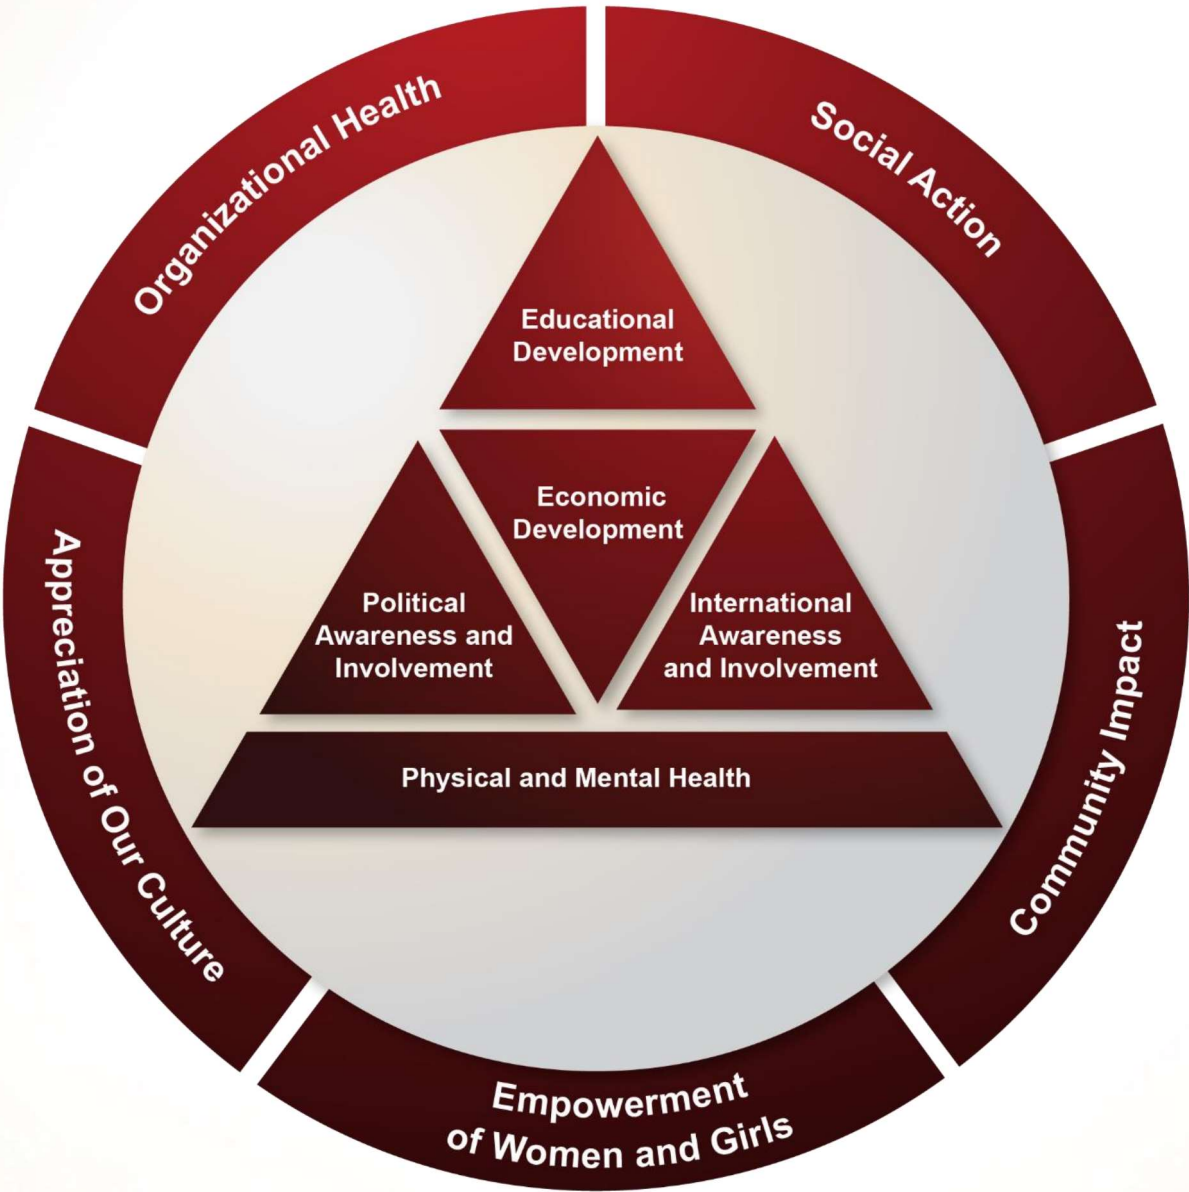 Organizational Health
Social Action
Educational
Development
Economic
Development
Political
Awareness and
Involvement
International
Awareness
and Involvement
Physical and Mental Health
Appreciation of Our Culture
Community Impact
Empowerment
of Women and Girls